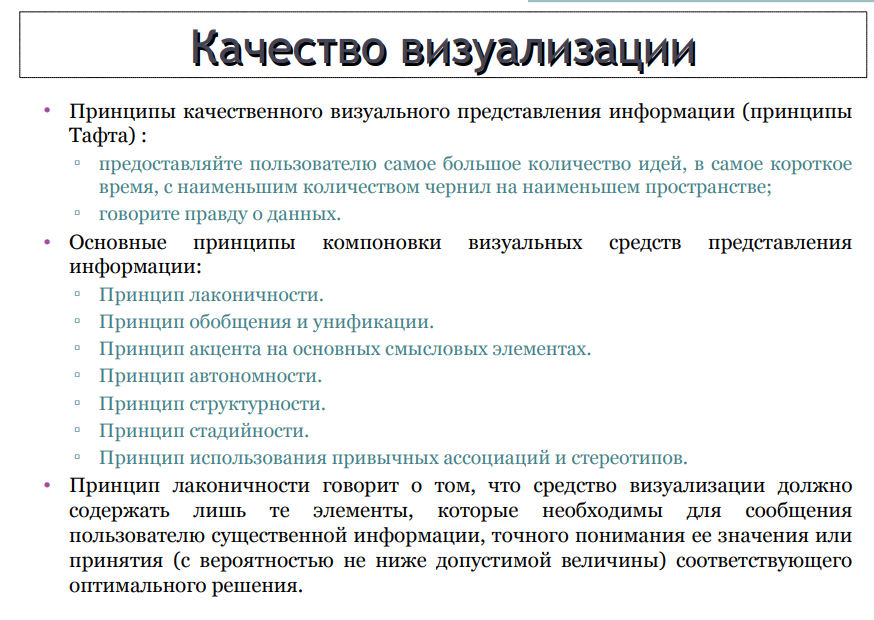 Качество визуализации
• Принципы качественного визуального представления информации (принципы
Тафта) :
▫ предоставляйте пользователю самое большое количество идей, в самое короткое
время, с наименьшим количеством чернил на наименьшем пространстве;
▫ говорите правду о данных.
• Основные принципы компоновки визуальных средств представления
информации:
▫ Принцип лаконичности.
▫ Принцип обобщения и унификации.
▫ Принцип акцента на основных смысловых элементах.
▫ Принцип автономности.
▫ Принцип структурности.
▫ Принцип стадийности.
▫ Принцип использования привычных ассоциаций и стереотипов.
• Принцип лаконичности говорит о том, что средство визуализации должно
содержать лишь те элементы, которые необходимы для сообщения
пользователю существенной информации, точного понимания ее значения или
принятия (с вероятностью не ниже допустимой величины) соответствующего
оптимального решения.